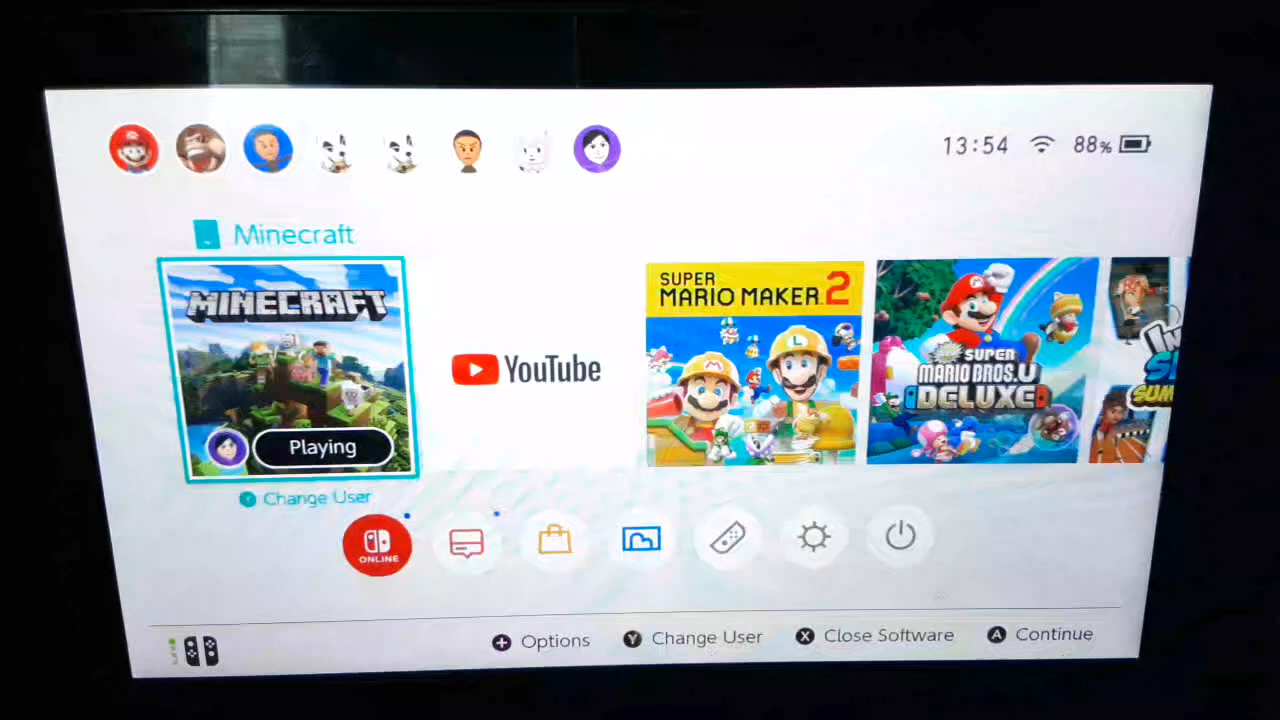 13:54 88%
Minecraft
MINECRAFT
Playing
Change User
YouTube
SUPER
MARIO MAKER 2
NEW
SUPER
MARIO BROS. U
DELUXE
ONLINE
Options
Change User
Close Software
Continue